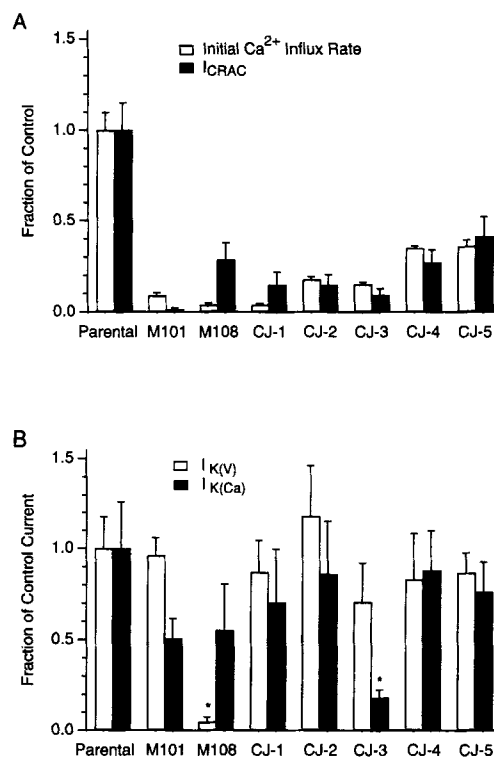 A
1.5
Initial Ca2+ Influx Rate
ICRAC
1.0
Fraction of Control
0.5
0.0
Parental M101 M108 CJ-1 CJ-2 CJ-3 CJ-4 CJ-5
B
1.5
I K(V)
I K(Ca)
1.0
Fraction of Control Current
0.5
*
*
0.0
Parental M101 M108 CJ-1 CJ-2 CJ-3 CJ-4 CJ-5